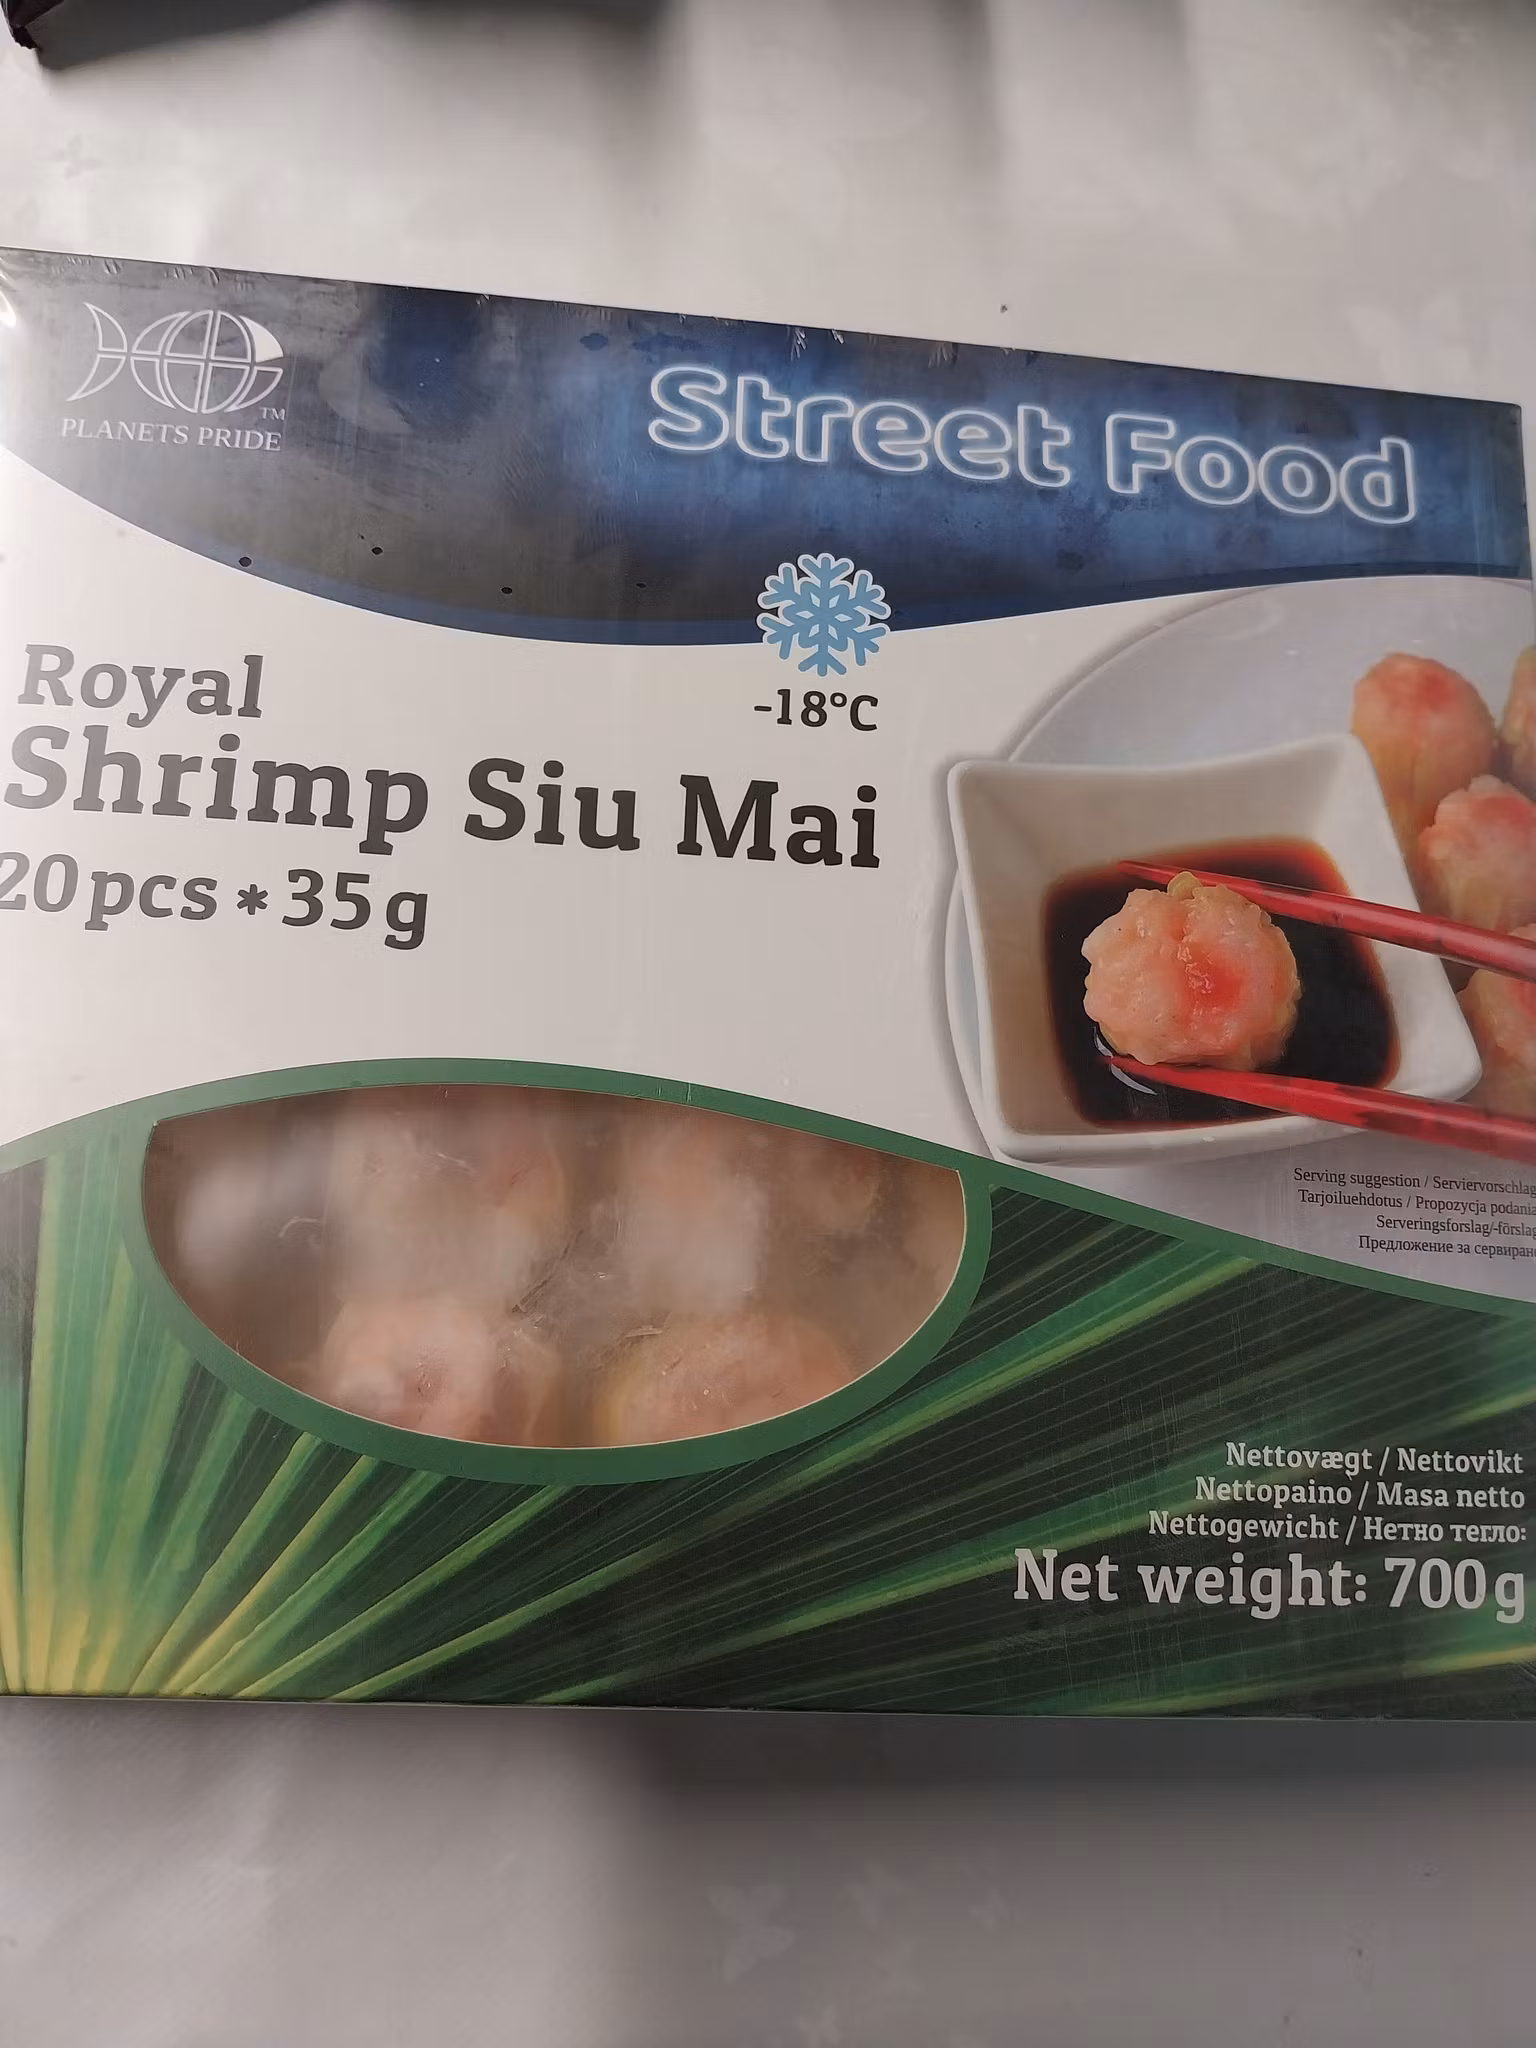 PLANETS PRIDE
TM
Street Food
-18°C
Royal
Shrimp Siu Mai
20pcs * 35g
Serving suggestion / Serviervorschlag
Tarjoiluehdotus / Propozycja podania
Serveringsforslag/-förslag
Предложение за сервиран
Nettovægt / Nettovikt
Nettopaino / Masa netto
Nettogewicht / Нетно тегло:
Net weight: 700g